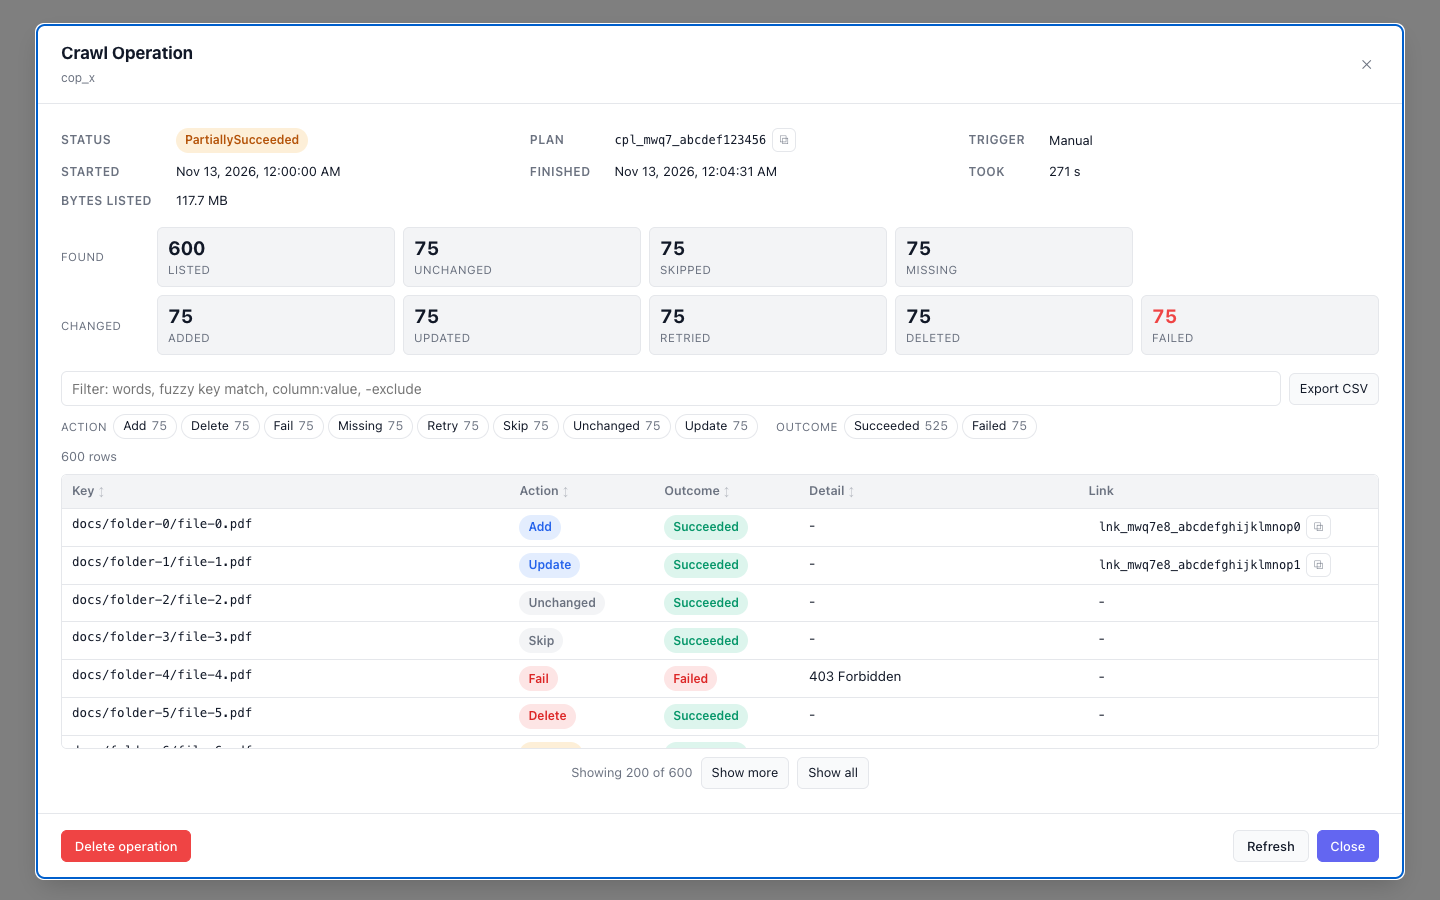 Crawl Operation
cop_x
STATUS PartiallySucceeded PLAN cpl_mwq7_abcdef123456 TRIGGER Manual
STARTED Nov 13, 2026, 12:00:00 AM FINISHED Nov 13, 2026, 12:04:31 AM TOOK 271 s
BYTES LISTED 117.7 MB
FOUND 600 LISTED 75 UNCHANGED 75 SKIPPED 75 MISSING
CHANGED 75 ADDED 75 UPDATED 75 RETRIED 75 DELETED 75 FAILED
Filter: words, fuzzy key match, column:value, -exclude Export CSV
ACTION Add 75 Delete 75 Fail 75 Missing 75 Retry 75 Skip 75 Unchanged 75 Update 75 OUTCOME Succeeded 525 Failed 75
600 rows
Key Action Outcome Detail Link
docs/folder-0/file-0.pdf Add Succeeded - lnk_mwq7e8_abcdefghijklmnop0
docs/folder-1/file-1.pdf Update Succeeded - lnk_mwq7e8_abcdefghijklmnop1
docs/folder-2/file-2.pdf Unchanged Succeeded - -
docs/folder-3/file-3.pdf Skip Succeeded - -
docs/folder-4/file-4.pdf Fail Failed 403 Forbidden -
docs/folder-5/file-5.pdf Delete Succeeded - -
Showing 200 of 600 Show more Show all
Delete operation Refresh Close